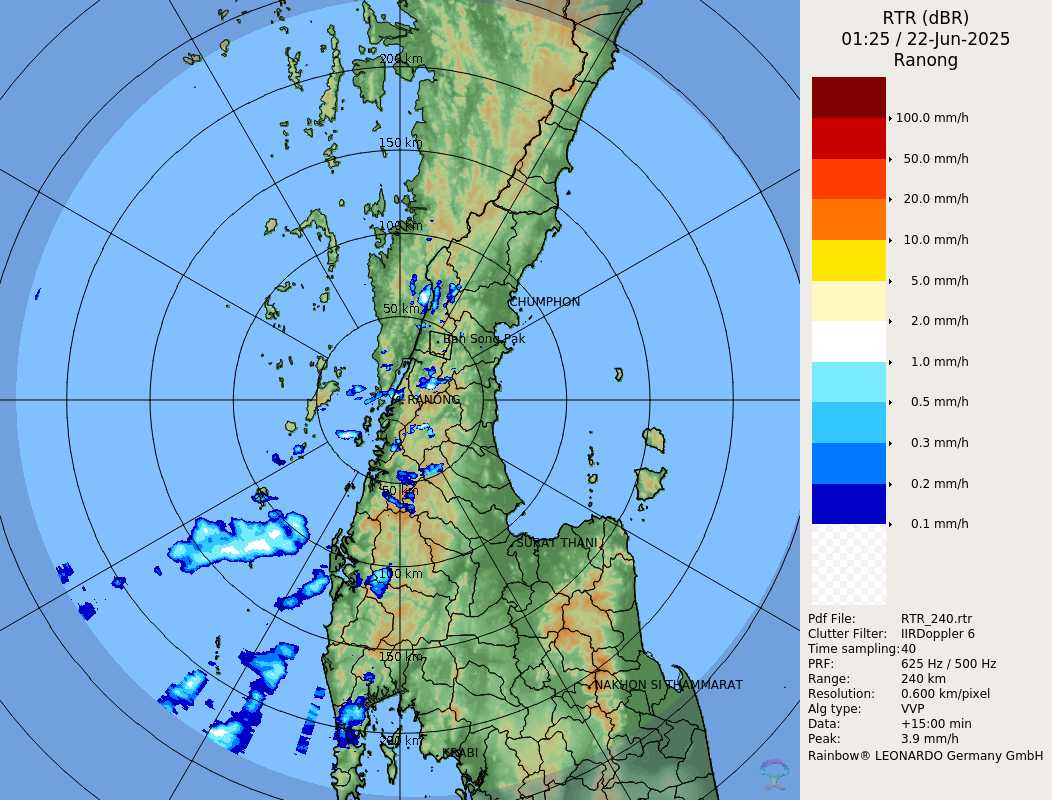 RTR (dBR)
01:25 / 22-Jun-2025
Ranong
100.0 mm/h
50.0 mm/h
20.0 mm/h
10.0 mm/h
5.0 mm/h
2.0 mm/h
1.0 mm/h
0.5 mm/h
0.3 mm/h
0.2 mm/h
0.1 mm/h
Pdf File: RTR_240.rtr
Clutter Filter: IIRDoppler 6
Time sampling:40
PRF: 625 Hz / 500 Hz
Range: 240 km
Resolution: 0.600 km/pixel
Alg type: VVP
Data: +15:00 min
Peak: 3.9 mm/h
Rainbow® LEONARDO Germany GmbH
200 km
150 km
100 km
CHUMPHON
50 km
Ban Song Pak
RANONG
50 km
SURAT THANI
100 km
150 km
NAKHON SI THAMMARAT
200 km
KRABI